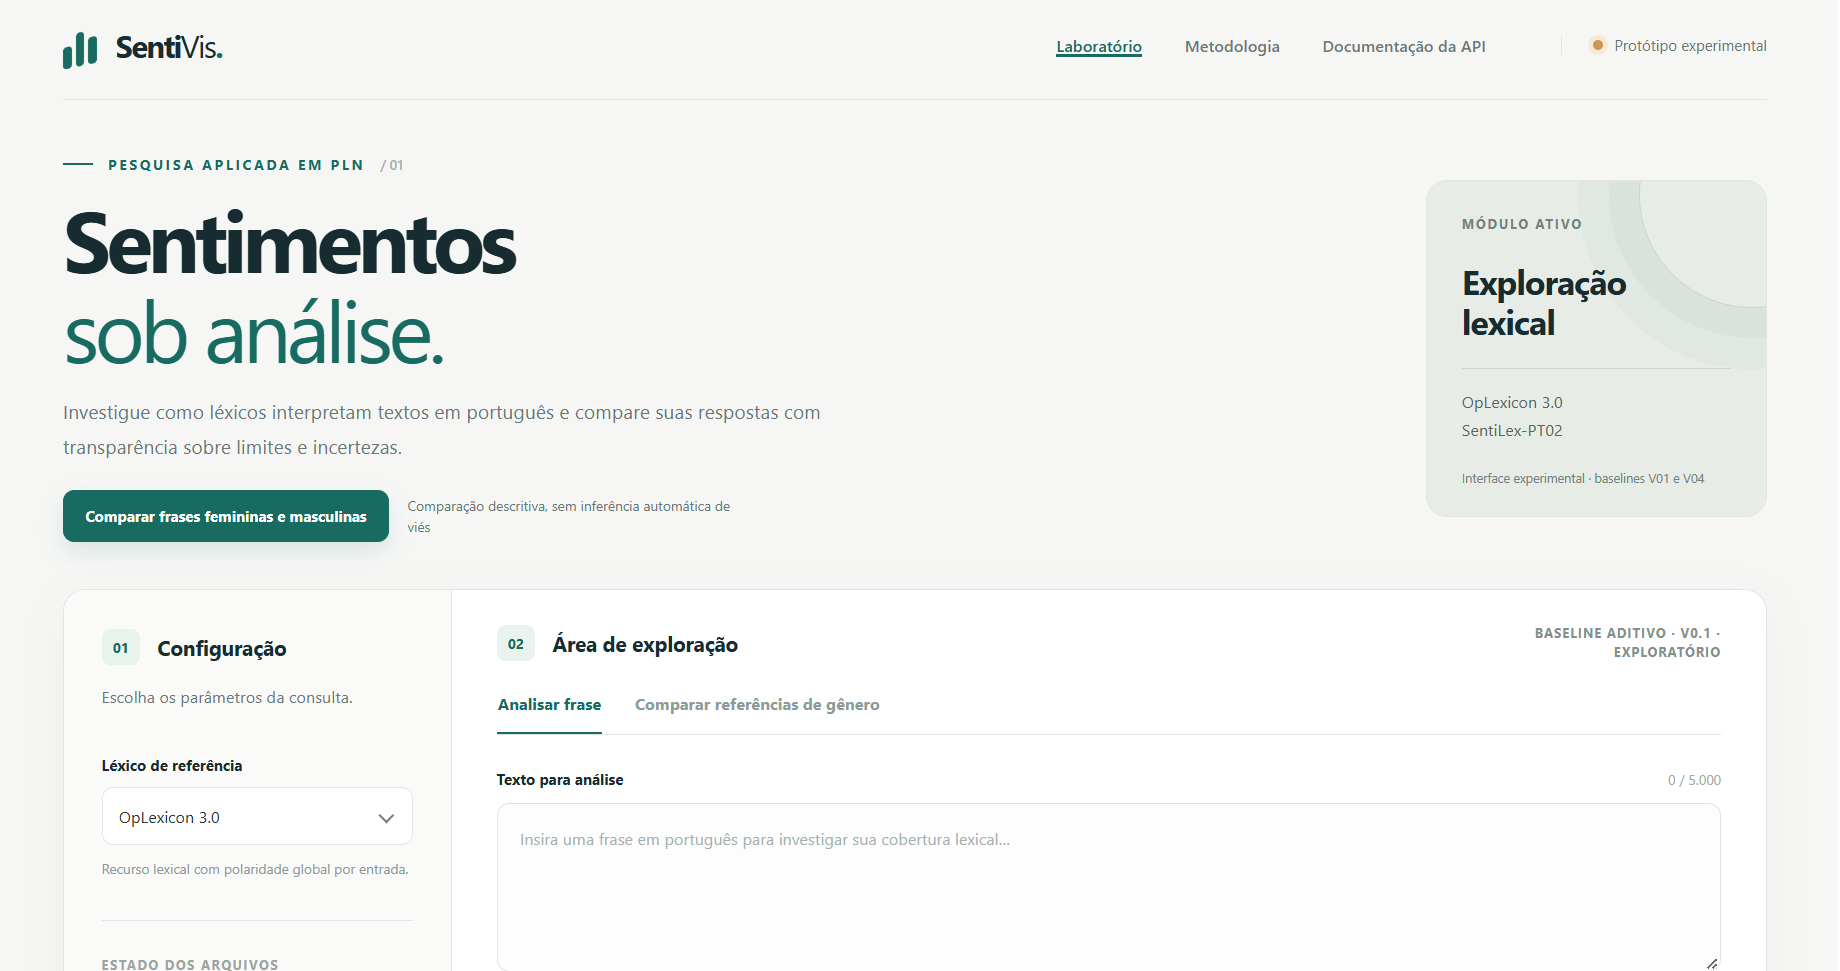 SentiVis.
Laboratório
Metodologia
Documentação da API
Protótipo experimental
PESQUISA APLICADA EM PLN / 01
Sentimentos
sob análise.
Investigue como léxicos interpretam textos em português e compare suas respostas com
transparência sobre limites e incertezas.
Comparar frases femininas e masculinas
Comparação descritiva, sem inferência automática de
viés
MÓDULO ATIVO
Exploração
lexical
OpLexicon 3.0
SentiLex-PT02
Interface experimental · baselines V01 e V04
01
Configuração
Escolha os parâmetros da consulta.
Léxico de referência
OpLexicon 3.0
Recurso lexical com polaridade global por entrada.
ESTADO DOS ARQUIVOS
02
Área de exploração
BASELINE ADITIVO · V0.1 ·
EXPLORATÓRIO
Analisar frase
Comparar referências de gênero
Texto para análise
0 / 5.000
Insira uma frase em português para investigar sua cobertura lexical...